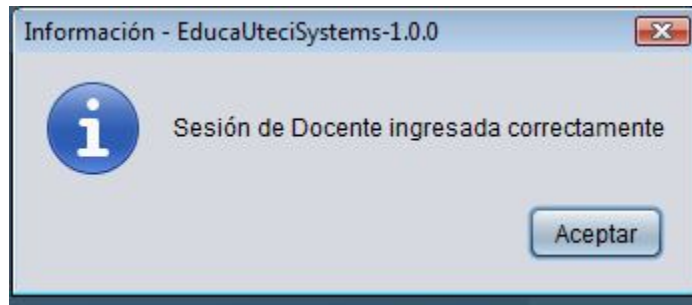 Información - EducaUteciSystems-1.0.0
Sesión de Docente ingresada correctamente
Aceptar